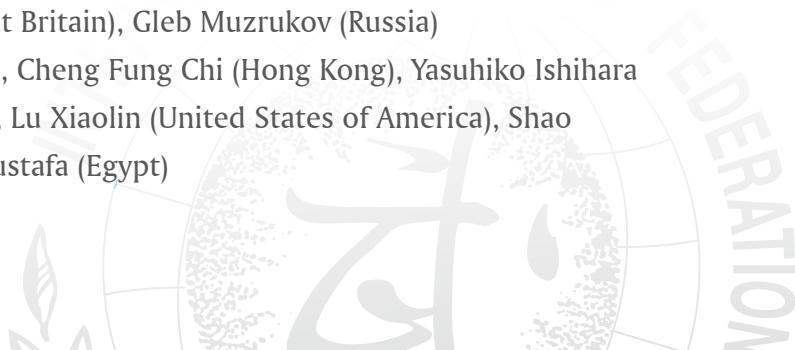 t Britain), Gleb Muzrukov (Russia)
, Cheng Fung Chi (Hong Kong), Yasuhiko Ishihara
, Lu Xiaolin (United States of America), Shao
ustafa (Egypt)
FEDERATION